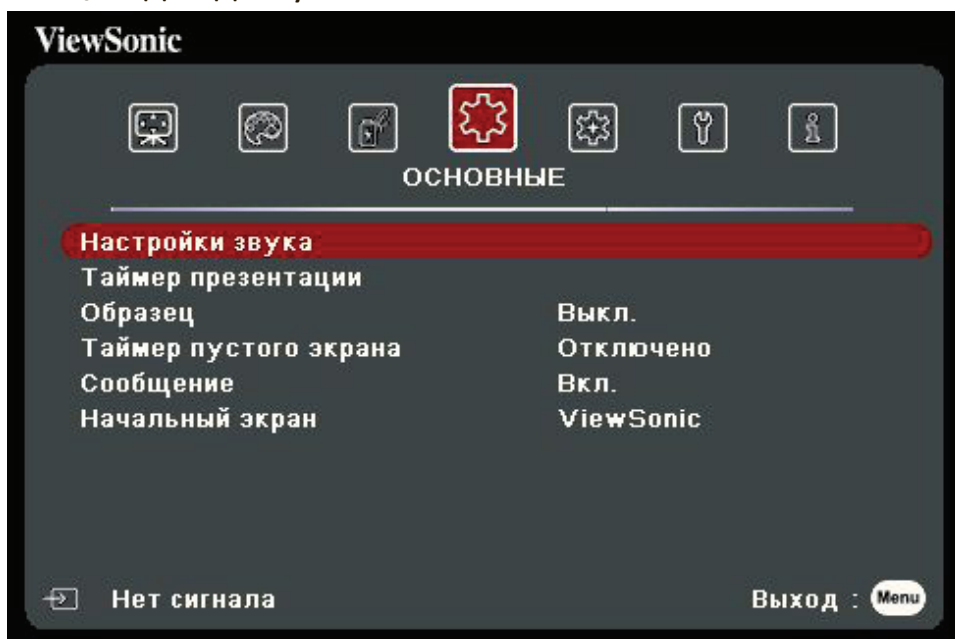 ViewSonic
ОСНОВНЫЕ
Настройки звука
Таймер презентации
Образец Выкл.
Таймер пустого экрана Отключено
Сообщение Вкл.
Начальный экран ViewSonic
Нет сигнала Выход : Menu